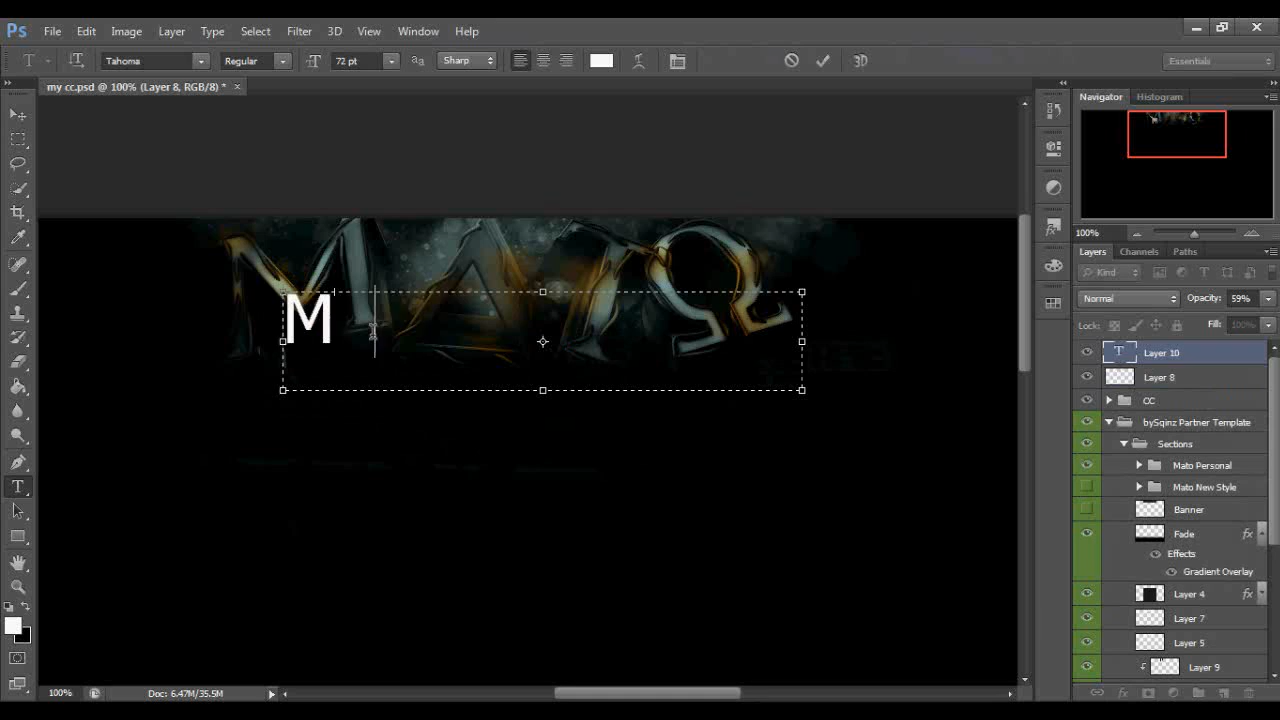 Ps File Edit Image Layer Type Select Filter 3D View Window Help
T Tahoma Regular 72 pt Sharp 3D Essentials
my cc.psd @ 100% (Layer 8, RGB/8) * ×
Navigator Histogram
100%
Layers Channels Paths
Kind
Normal Opacity: 59%
Lock: Fill: 100%
T Layer 10
Layer 8
CC
bySqinz Partner Template
Sections
Mato Personal
Mato New Style
Banner
Fade fx
Effects
Gradient Overlay
Layer 4 fx
Layer 7
Layer 5
Layer 9
MATO
M
100% Doc: 6.47M/35.5M